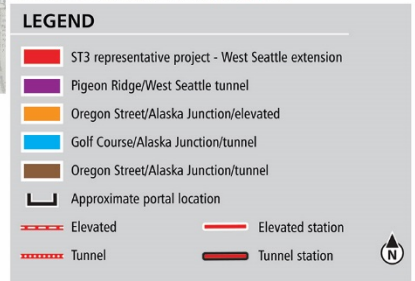 LEGEND
ST3 representative project - West Seattle extension
Pigeon Ridge/West Seattle tunnel
Oregon Street/Alaska Junction/elevated
Golf Course/Alaska Junction/tunnel
Oregon Street/Alaska Junction/tunnel
Approximate portal location
Elevated
Elevated station
Tunnel
Tunnel station
N